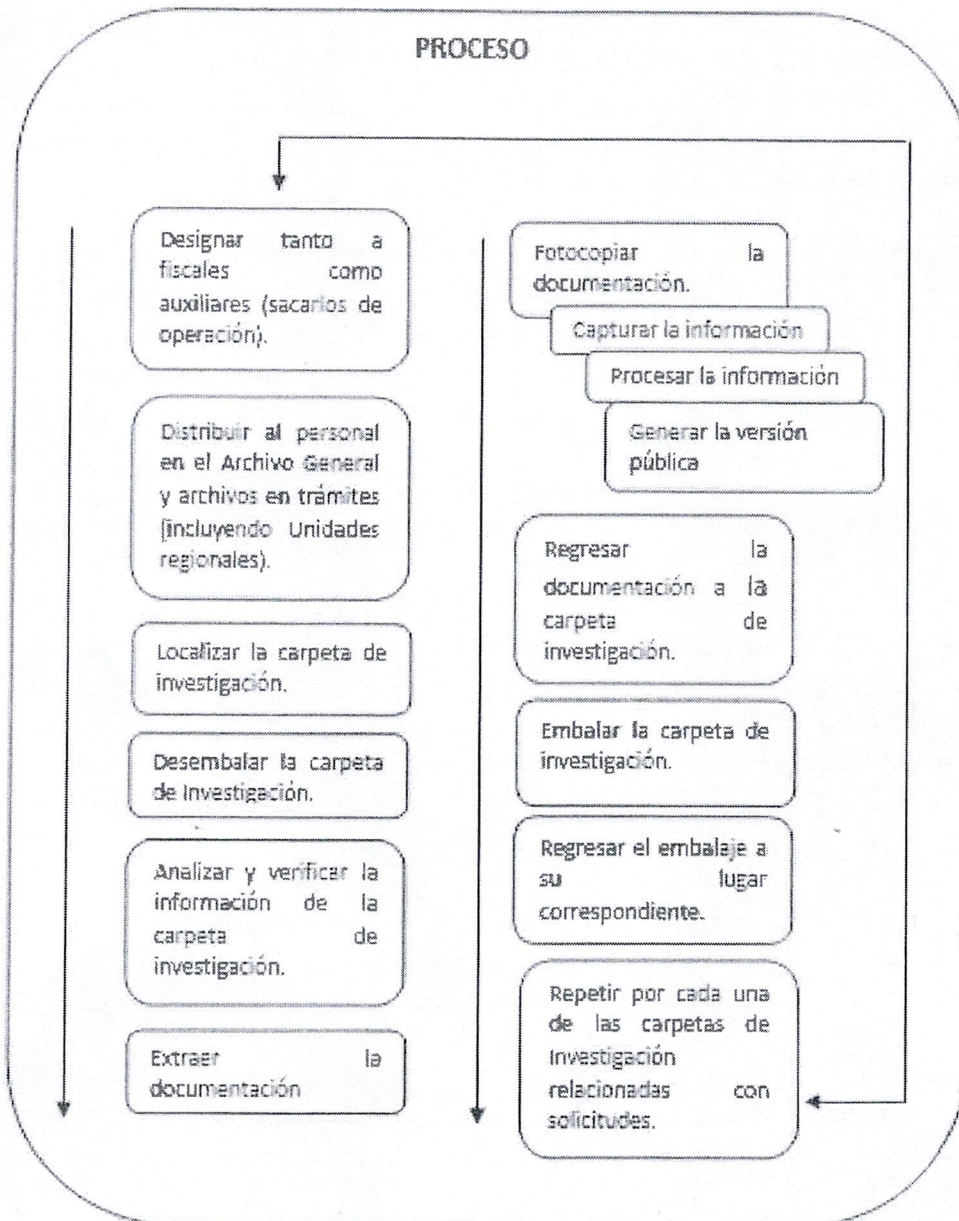 PROCESO
Designar tanto a
fiscales como
auxiliares (sacarlos de
operación).
Distribuir al personal
en el Archivo General
y archivos en trámites
(incluyendo Unidades
regionales).
Localizar la carpeta de
investigación.
Desembalar la carpeta
de Investigación.
Analizar y verificar la
información de la
carpeta de
investigación.
Extraer la
documentación
Fotocopiar la
documentación.
Capturar la información
Procesar la información
Generar la versión
pública
Regresar la
documentación a la
carpeta de
investigación.
Embalar la carpeta de
investigación.
Regresar el embalaje a
su lugar
correspondiente.
Repetir por cada una
de las carpetas de
Investigación
relacionadas con
solicitudes.